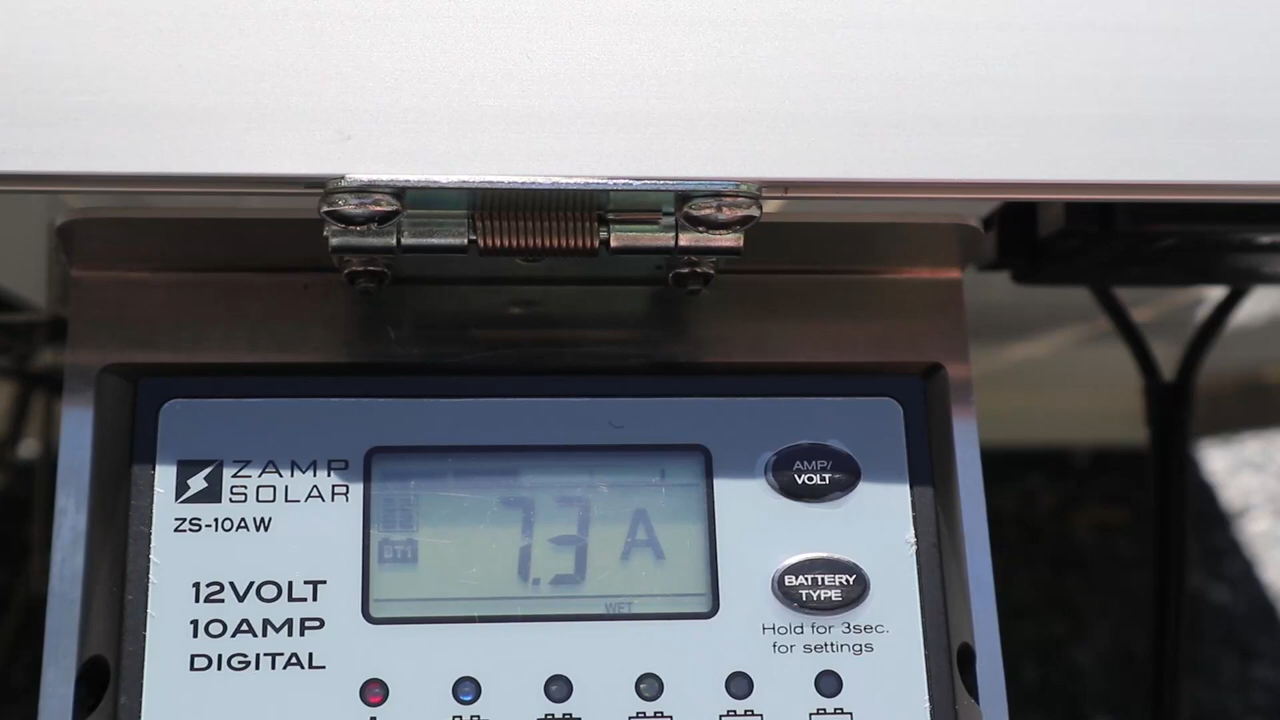 ZAMP
SOLAR
ZS-10AW
12VOLT
10AMP
DIGITAL
BT1
7.3 A
WET
AMP/
VOLT
BATTERY
TYPE
Hold for 3sec.
for settings